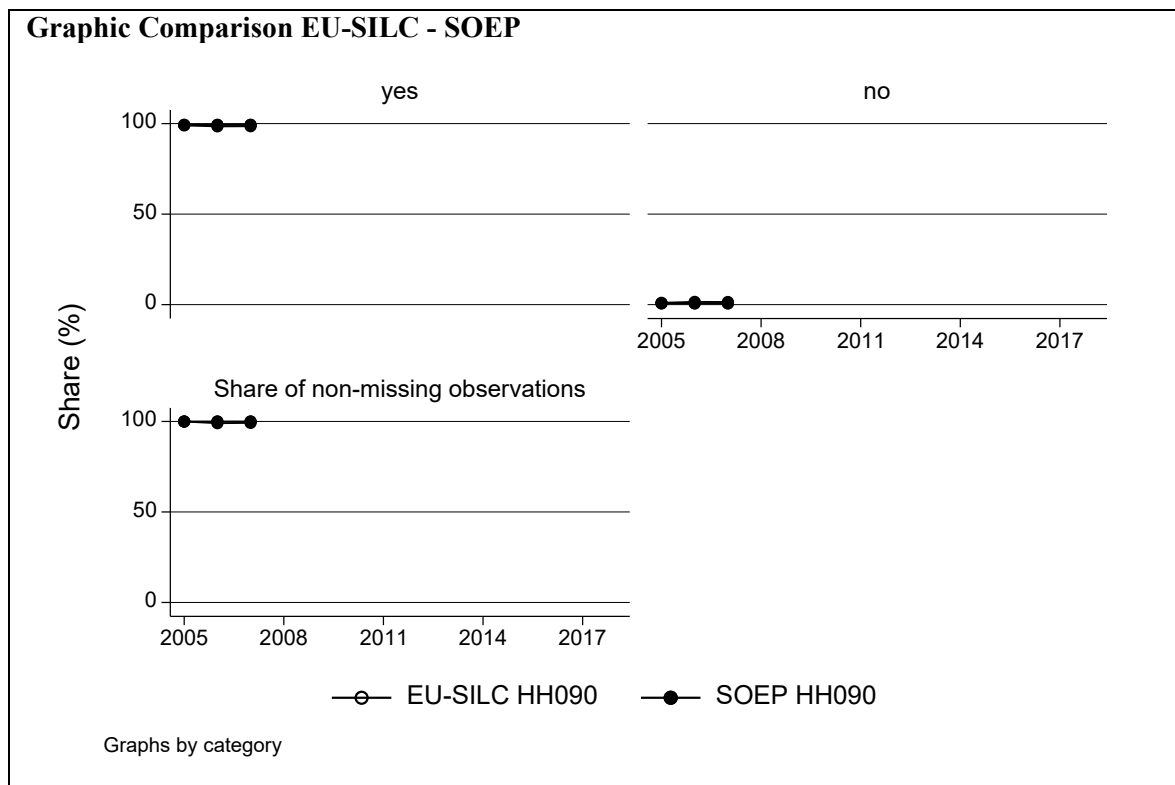 Graphic Comparison EU-SILC - SOEP
yes
no
100
50
0
2005 2008 2011 2014 2017
Share (%)
Share of non-missing observations
100
50
0
2005 2008 2011 2014 2017
EU-SILC HH090 SOEP HH090
Graphs by category